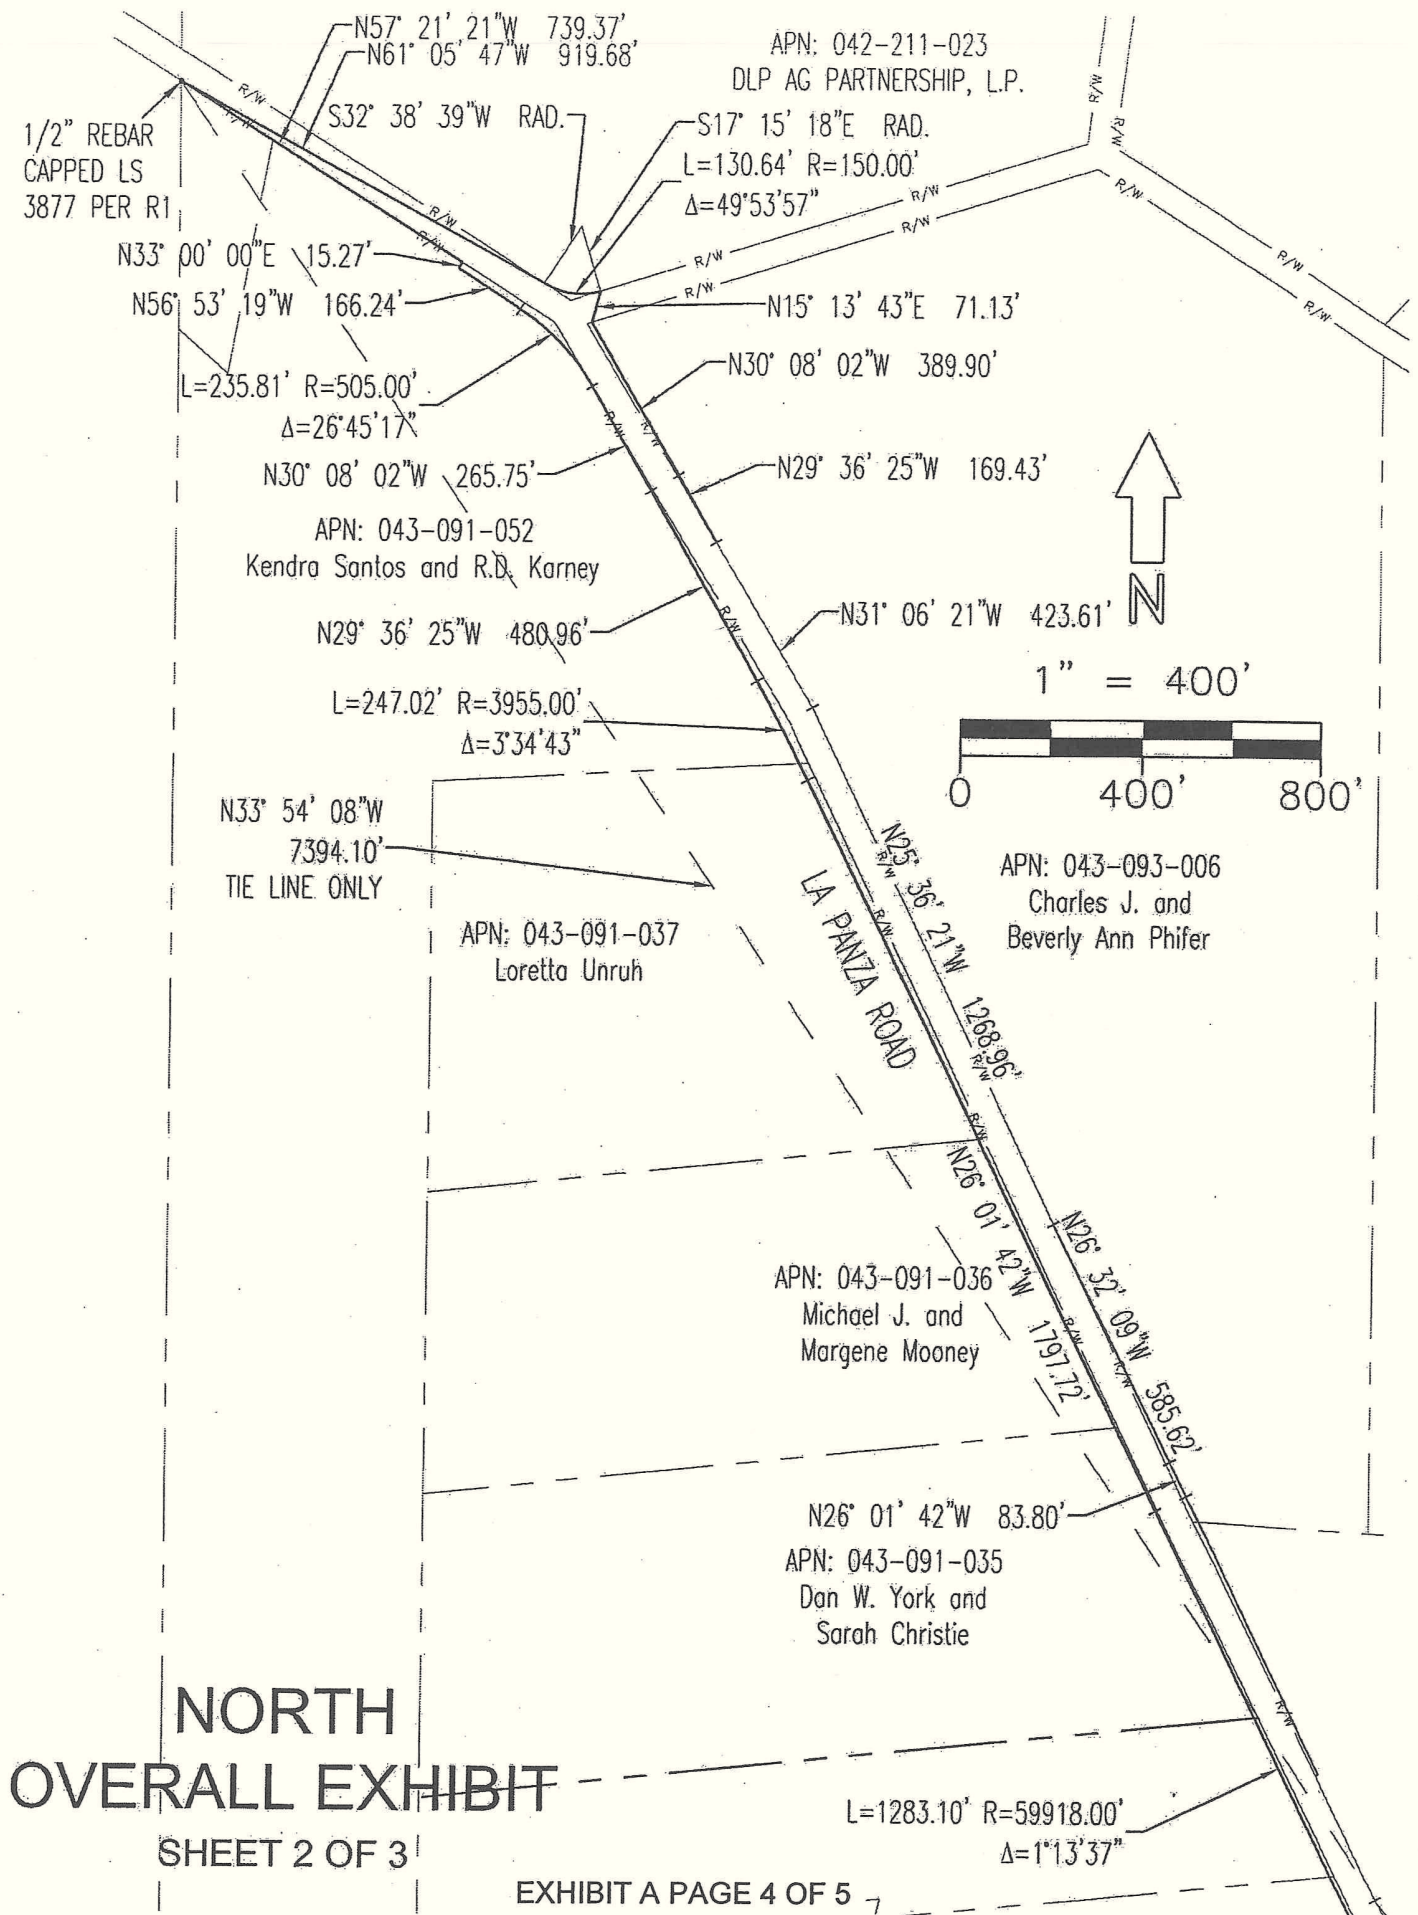 N57° 21' 21"W 739.37'
N61° 05' 47"W 919.68'
APN: 042-211-023
DLP AG PARTNERSHIP, L.P.
R/W
R/W
R/W
R/W
S32° 38' 39"W RAD.
S17° 15' 18"E RAD.
1/2" REBAR
CAPPED LS
3877 PER R1
L=130.64' R=150.00'
Δ=49°53'57"
R/W
R/W
R/W
R/W
R/W
R/W
R/W
R/W
R/W
R/W
N33° 00' 00"E 15.27'
N56° 53' 19"W 166.24'
N15° 13' 43"E 71.13'
N30° 08' 02"W 389.90'
L=235.81' R=505.00'
Δ=26°45'17"
R/W
R/W
N30° 08' 02"W 265.75'
N29° 36' 25"W 169.43'
APN: 043-091-052
Kendra Santos and R.D. Karney
N
N29° 36' 25"W 480.96'
R/W
N31° 06' 21"W 423.61'
1" = 400'
L=247.02' R=3955.00'
Δ=3°34'43"
0 400' 800'
N33° 54' 08"W
7394.10'
TIE LINE ONLY
N25° 36' 21"W 1268.96'
R/W
R/W
LA PANZA ROAD
APN: 043-093-006
Charles J. and
Beverly Ann Phifer
APN: 043-091-037
Loretta Unruh
R/W
R/W
N26° 01' 42"W 1797.72'
N26° 32' 09"W 585.62'
APN: 043-091-036
Michael J. and
Margene Mooney
R/W
R/W
N26° 01' 42"W 83.80'
APN: 043-091-035
Dan W. York and
Sarah Christie
R/W
NORTH
OVERALL EXHIBIT
SHEET 2 OF 3
L=1283.10' R=59918.00'
Δ=1°13'37"
EXHIBIT A PAGE 4 OF 5